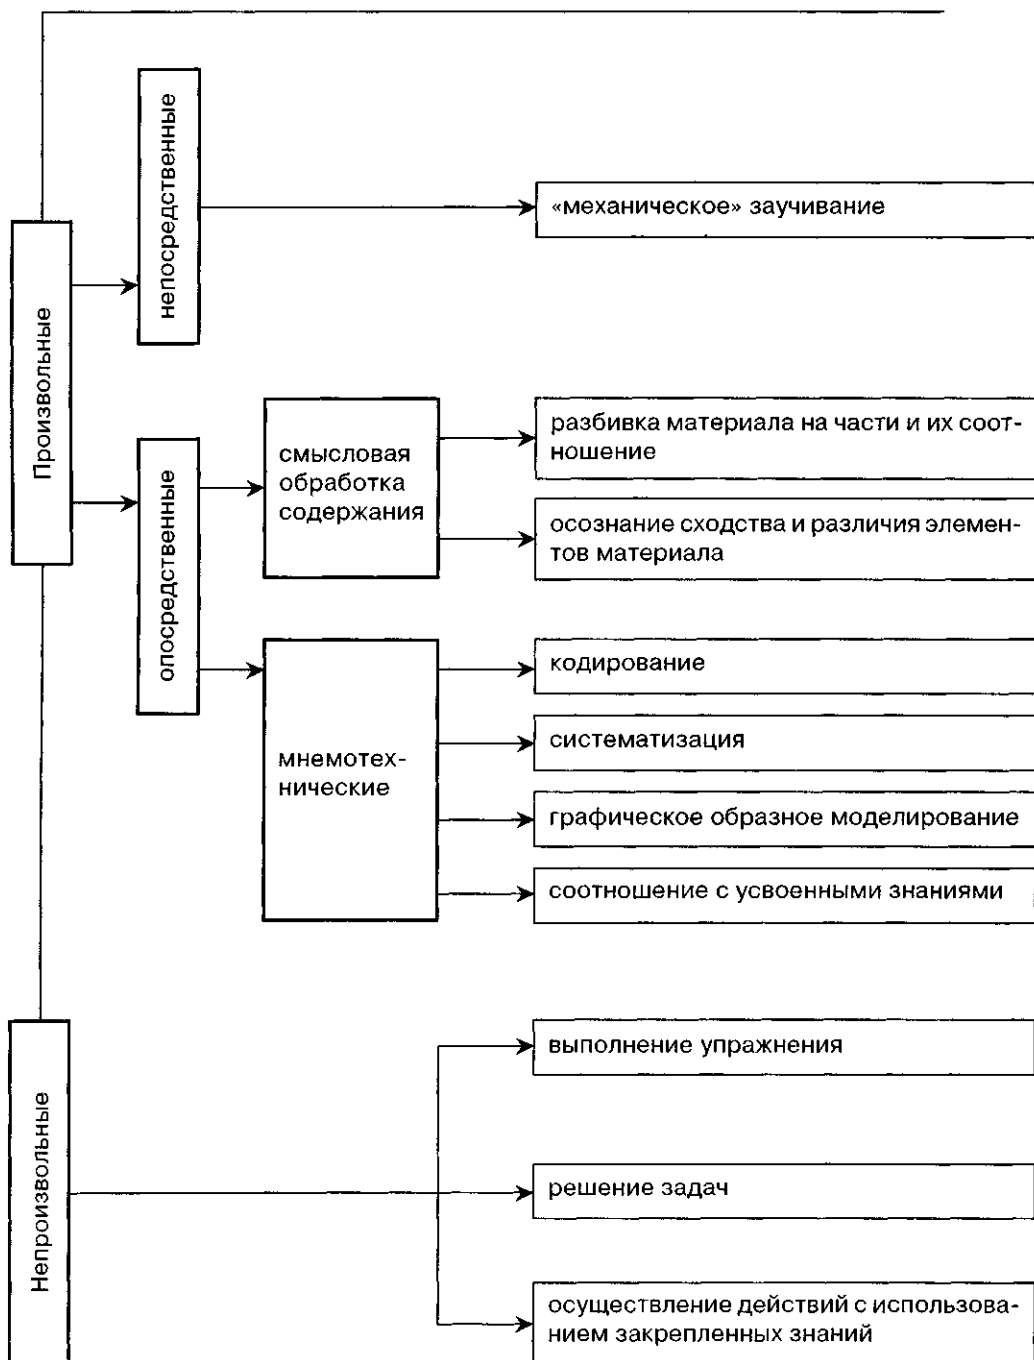 Произвольные
непосредственные
«механическое» заучивание
опосредственные
смысловая
обработка
содержания
разбивка материала на части и их соот-
ношение
осознание сходства и различия элемен-
тов материала
мнемотех-
нические
кодирование
систематизация
графическое образное моделирование
соотношение с усвоенными знаниями
Непроизвольные
выполнение упражнения
решение задач
осуществление действий с использова-
нием закрепленных знаний